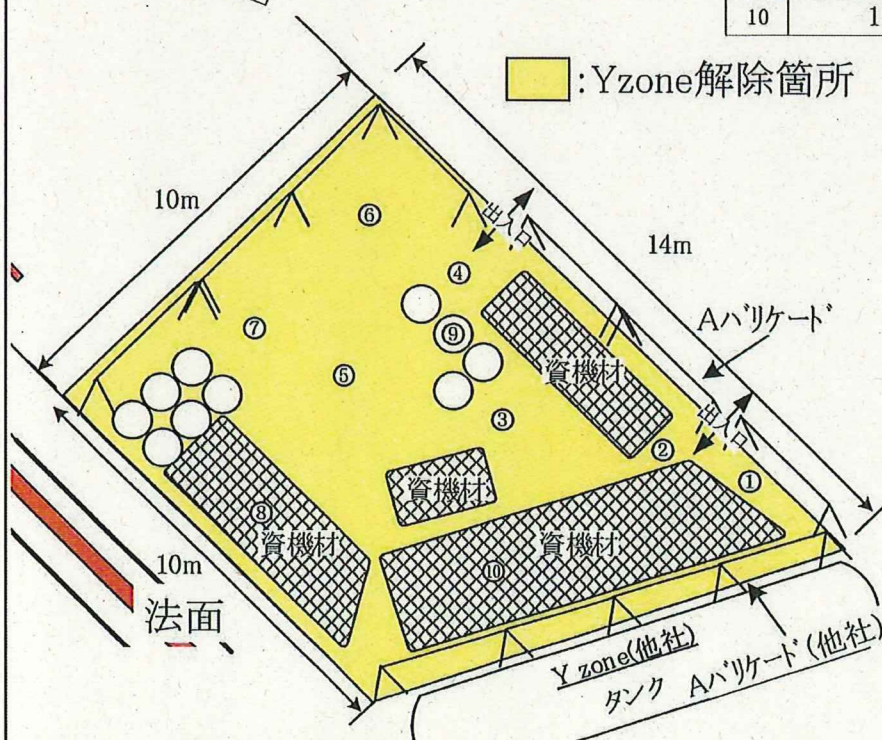 10 1
:Yzone解除箇所
10m
⑥
出入口
14m
④
⑨
Aバリケード
⑦
資機材
⑤
出入口
③
②
①
資機材
⑧
資機材
資機材
⑩
10m
法面
Y zone(他社)
タンク Aバリケード(他社)